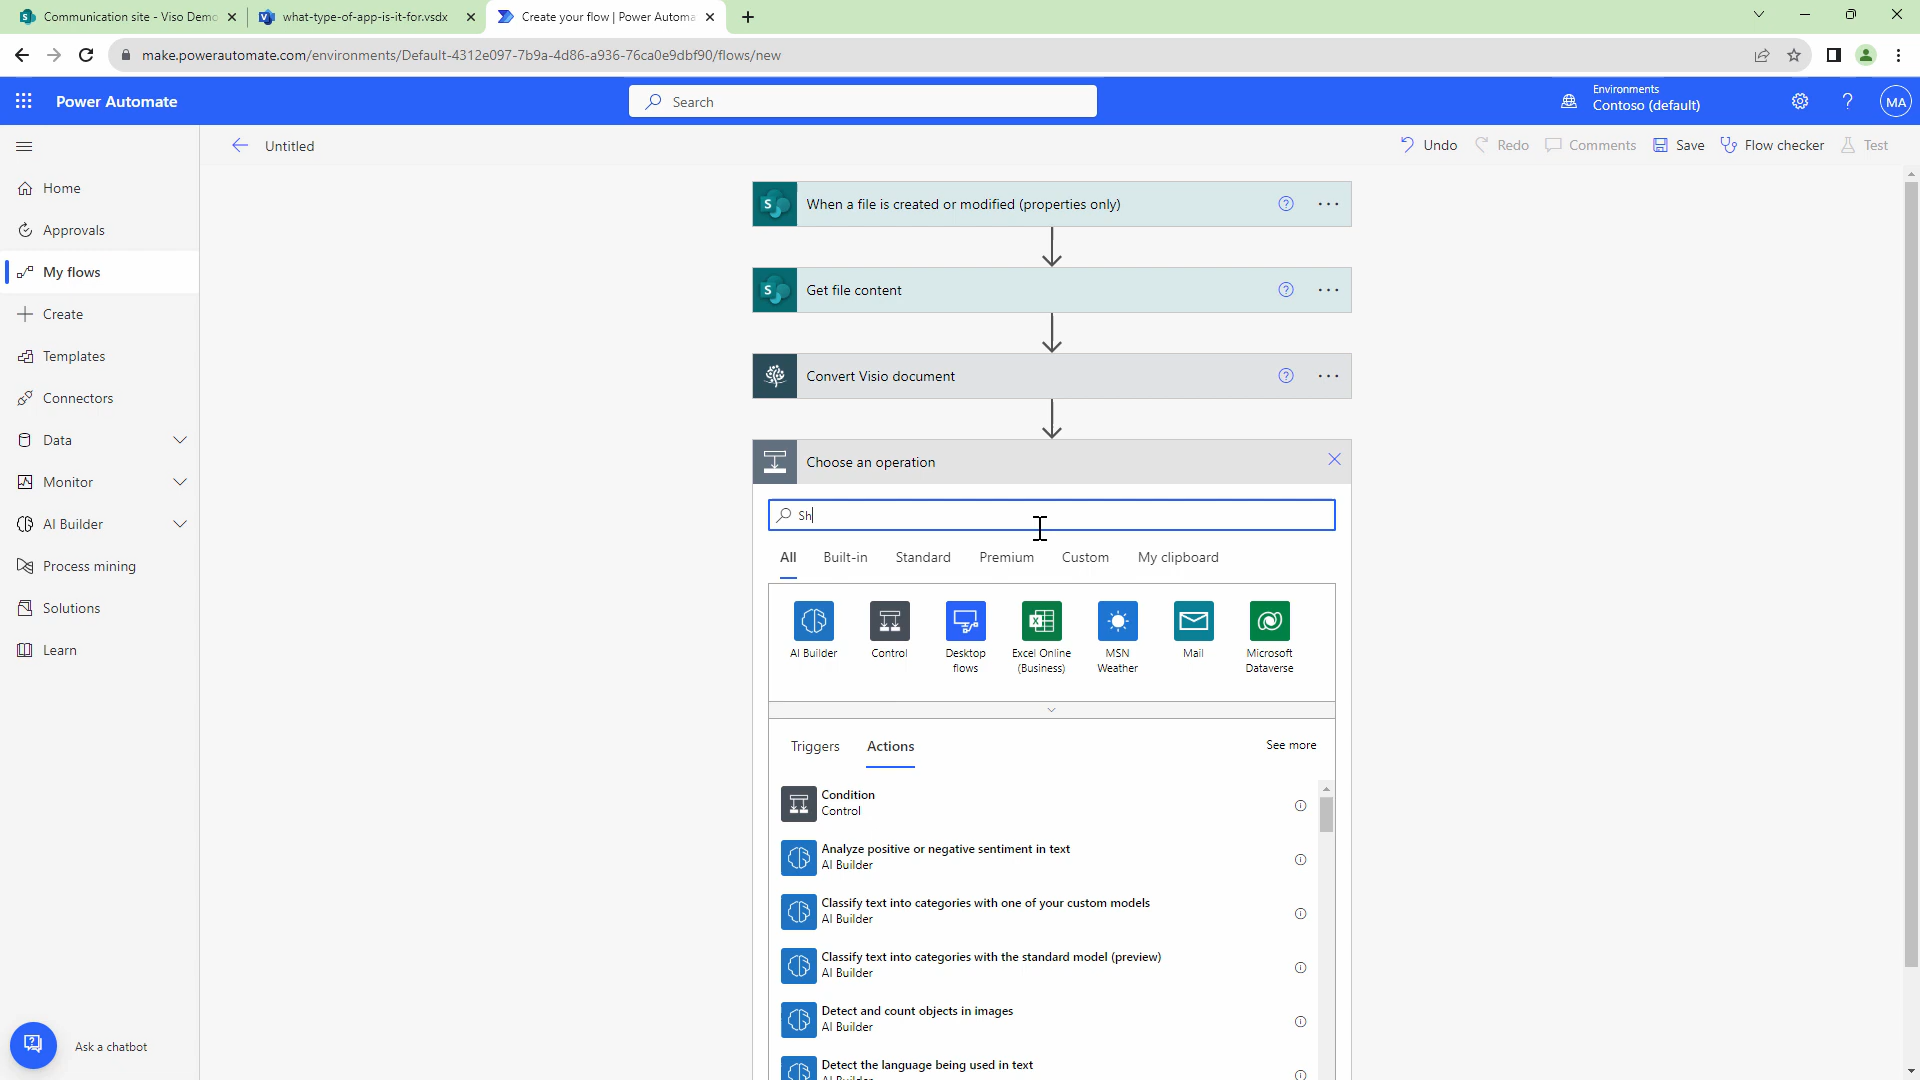 Communication site - Viso Demo
what-type-of-app-is-it-for.vsdx
Create your flow | Power Automa
make.powerautomate.com/environments/Default-4312e097-7b9a-4d86-a936-76ca0e9dbf90/flows/new
Power Automate
Search
Environments
Contoso (default)
?
MA
Untitled
Undo
Redo
Comments
Save
Flow checker
Test
Home
Approvals
My flows
Create
Templates
Connectors
Data
Monitor
AI Builder
Process mining
Solutions
Learn
Ask a chatbot
When a file is created or modified (properties only)
Get file content
Convert Visio document
Choose an operation
Sh
All
Built-in
Standard
Premium
Custom
My clipboard
AI Builder
Control
Desktop
flows
Excel Online
(Business)
MSN
Weather
Mail
Microsoft
Dataverse
Triggers
Actions
See more
Condition
Control
Analyze positive or negative sentiment in text
AI Builder
Classify text into categories with one of your custom models
AI Builder
Classify text into categories with the standard model (preview)
AI Builder
Detect and count objects in images
AI Builder
Detect the language being used in text
AI Builder